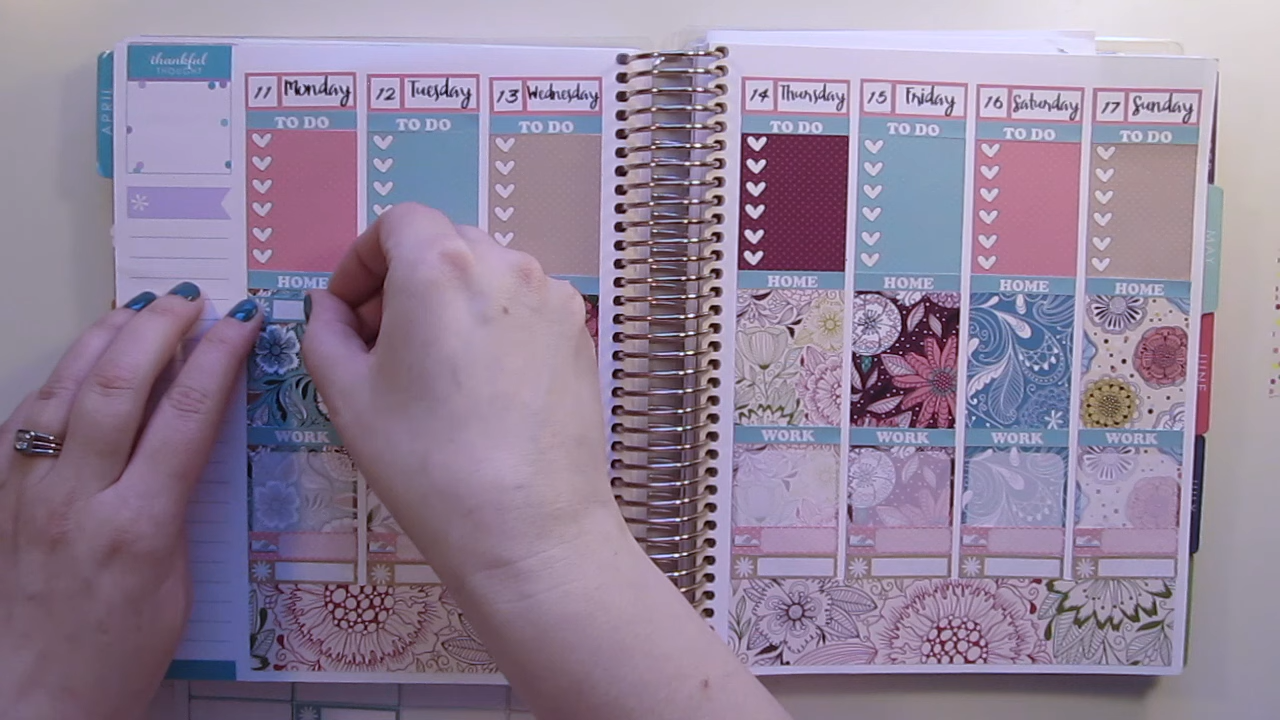 thankful
THOUGHT
11 Monday
12 Tuesday
13 Wednesday
14 Thursday
15 Friday
16 Saturday
17 Sunday
TO DO
TO DO
TO DO
TO DO
TO DO
TO DO
TO DO
HOME
HOME
HOME
HOME
HOME
WORK
WORK
WORK
WORK
WORK
APRIL
MAY
JUNE